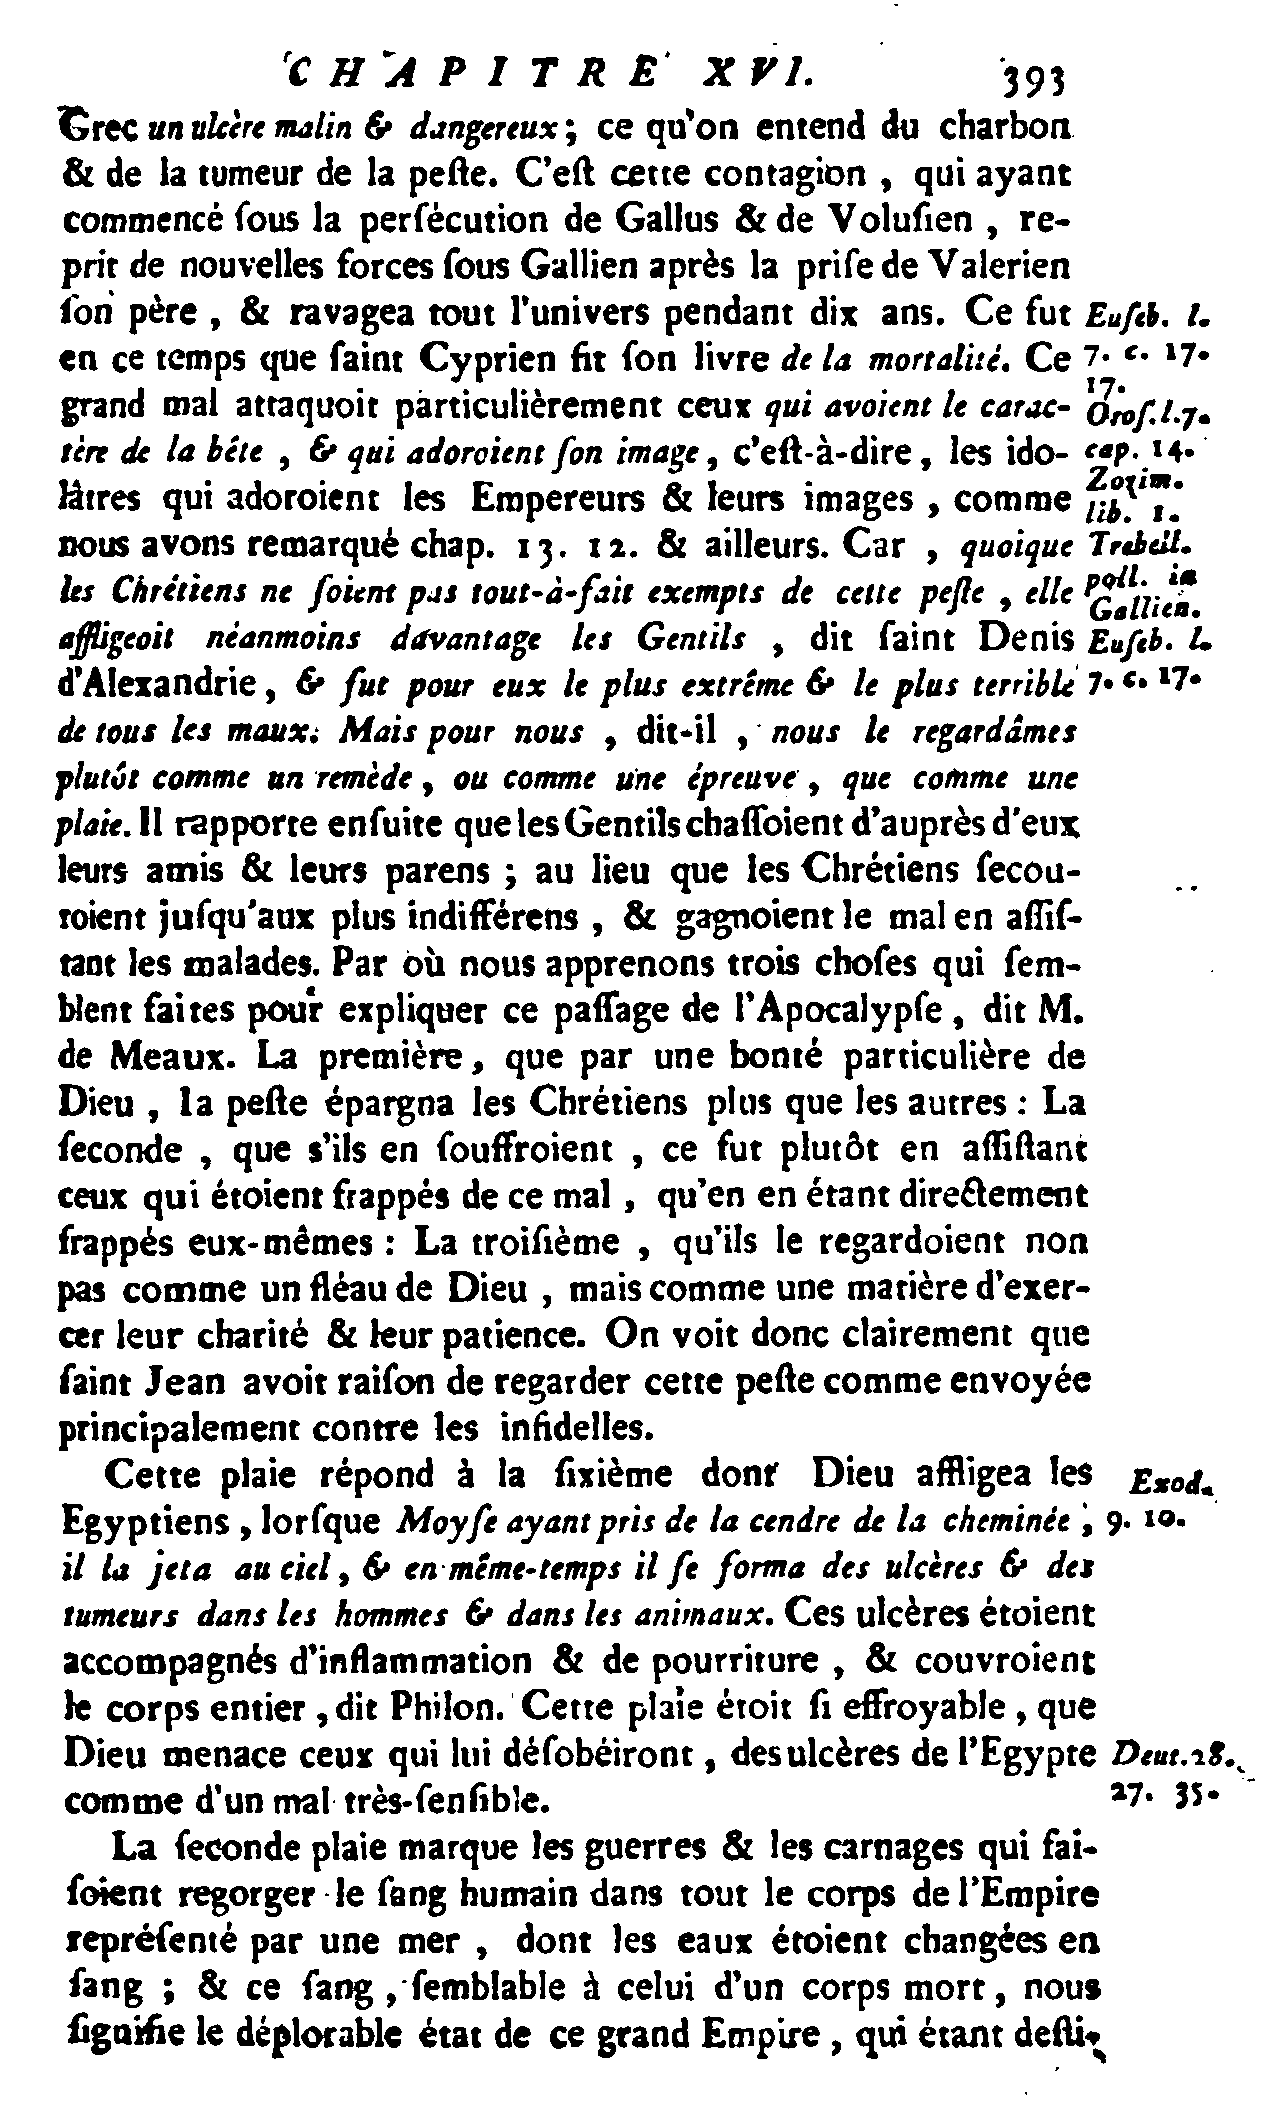 CHAPITRE XVI. 393
Grec un ulcère malin & dangereux ; ce qu'on entend du charbon
& de la tumeur de la peſte. C'eſt cette contagion , qui ayant
commencé ſous la perſécution de Gallus & de Voluſien , re-
prit de nouvelles forces ſous Gallien après la priſe de Valerien
ſon père , & ravagea tout l'univers pendant dix ans. Ce fut
en ce temps que ſaint Cyprien fit ſon livre de la mortalité. Ce
grand mal attaquoit particulièrement ceux qui avoient le carac-
tère de la bête , & qui adoroient ſon image , c'eſt-à-dire , les ido-
lâtres qui adoroient les Empereurs & leurs images , comme
nous avons remarqué chap. 13. 12. & ailleurs. Car , quoique
les Chrétiens ne ſoient pas tout-à-fait exempts de cette peſte , elle
affligeoit néanmoins davantage les Gentils , dit ſaint Denis
d'Alexandrie , & fut pour eux le plus extrême & le plus terrible
de tous les maux. Mais pour nous , dit-il , nous le regardâmes
plutôt comme un remède , ou comme une épreuve , que comme une
plaie. Il rapporte enſuite que les Gentils chaſſoient d'auprès d'eux
leurs amis & leurs parens ; au lieu que les Chrétiens ſecou-
roient juſqu'aux plus indifférens , & gagnoient le mal en aſſiſ-
tant les malades. Par où nous apprenons trois choſes qui ſem-
blent faites pour expliquer ce paſſage de l'Apocalypſe , dit M.
de Meaux. La première , que par une bonté particulière de
Dieu , la peſte épargna les Chrétiens plus que les autres : La
ſeconde , que s'ils en ſouffroient , ce fut plutôt en aſſiſtant
ceux qui étoient frappés de ce mal , qu'en en étant directement
frappés eux-mêmes : La troiſième , qu'ils le regardoient non
pas comme un fléau de Dieu , mais comme une matière d'exer-
cer leur charité & leur patience. On voit donc clairement que
ſaint Jean avoit raiſon de regarder cette peſte comme envoyée
principalement contre les infidelles.
Cette plaie répond à la ſixième dont Dieu affligea les
Egyptiens , lorſque Moyſe ayant pris de la cendre de la cheminée ,
il la jeta au ciel , & en même-temps il ſe forma des ulcères & des
tumeurs dans les hommes & dans les animaux. Ces ulcères étoient
accompagnés d'inflammation & de pourriture , & couvroient
le corps entier , dit Philon. Cette plaie étoit ſi effroyable , que
Dieu menace ceux qui lui déſobéiront , des ulcères de l'Egypte
comme d'un mal très-ſenſible.
La ſeconde plaie marque les guerres & les carnages qui fai-
ſoient regorger le ſang humain dans tout le corps de l'Empire
repréſenté par une mer , dont les eaux étoient changées en
ſang ; & ce ſang , ſemblable à celui d'un corps mort , nous
ſignifie le déplorable état de ce grand Empire , qui étant deſti-
Euſeb. l.
7. c. 17.
17.
Oroſ. l. 7.
cap. 14.
Zozim.
lib. 1.
Trebell.
poll. in
Gallien.
Euſeb. l.
7. c. 17.
Exod.
9. 10.
Deut. 28.
27. 35.